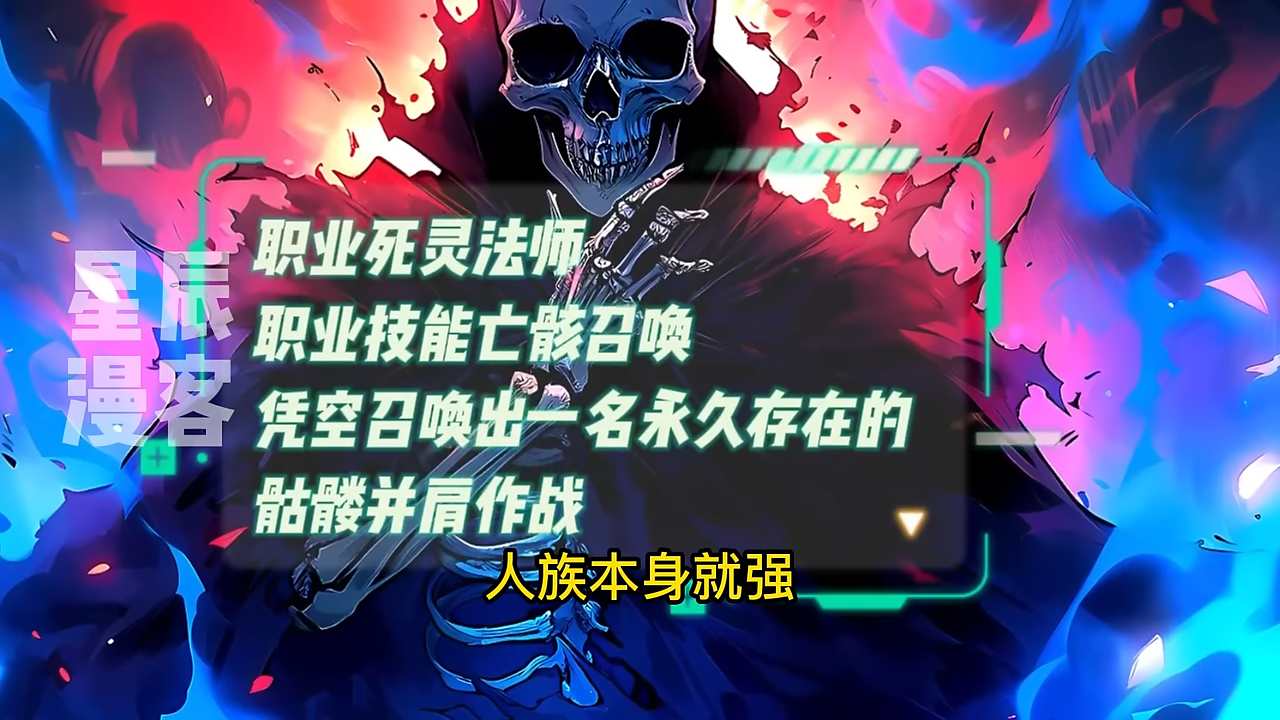 星辰
漫客
职业死灵法师
职业技能亡骸召唤
凭空召唤出一名永久存在的
骷髅并肩作战
人族本身就强